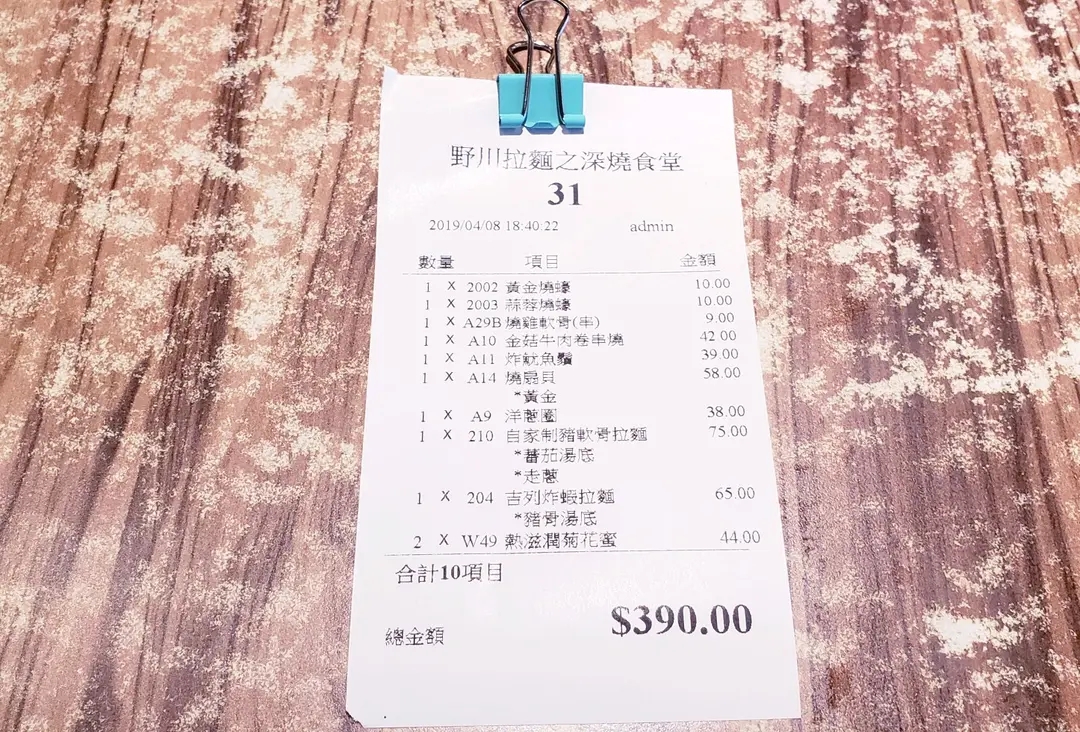 野川拉麵之深燒食堂
31
2019/04/08 18:40:22 admin
數量 項目 金額
1 X 2002 黃金燒蠔 10.00
1 X 2003 蒜蓉燒蠔 10.00
1 X A29B 燒雞軟骨(串) 9.00
1 X A10 金菇牛肉卷串燒 42.00
1 X A11 炸魷魚鬚 39.00
1 X A14 燒扇貝 58.00
*黃金
1 X A9 洋蔥圈 38.00
1 X 210 自家制豬軟骨拉麵 75.00
*蕃茄湯底
*走蔥
1 X 204 吉列炸蝦拉麵 65.00
*豬骨湯底
2 X W49 熱滋潤菊花蜜 44.00
合計10項目
總金額 $390.00